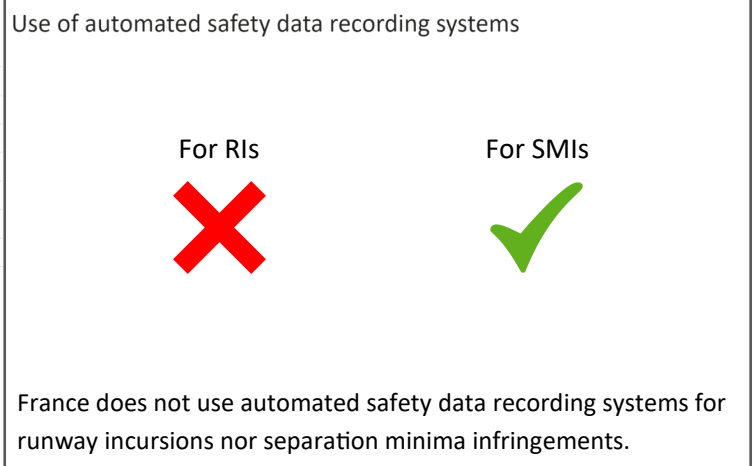 Use of automated safety data recording systems
For RIs For SMIs
France does not use automated safety data recording systems for
runway incursions nor separation minima infringements.